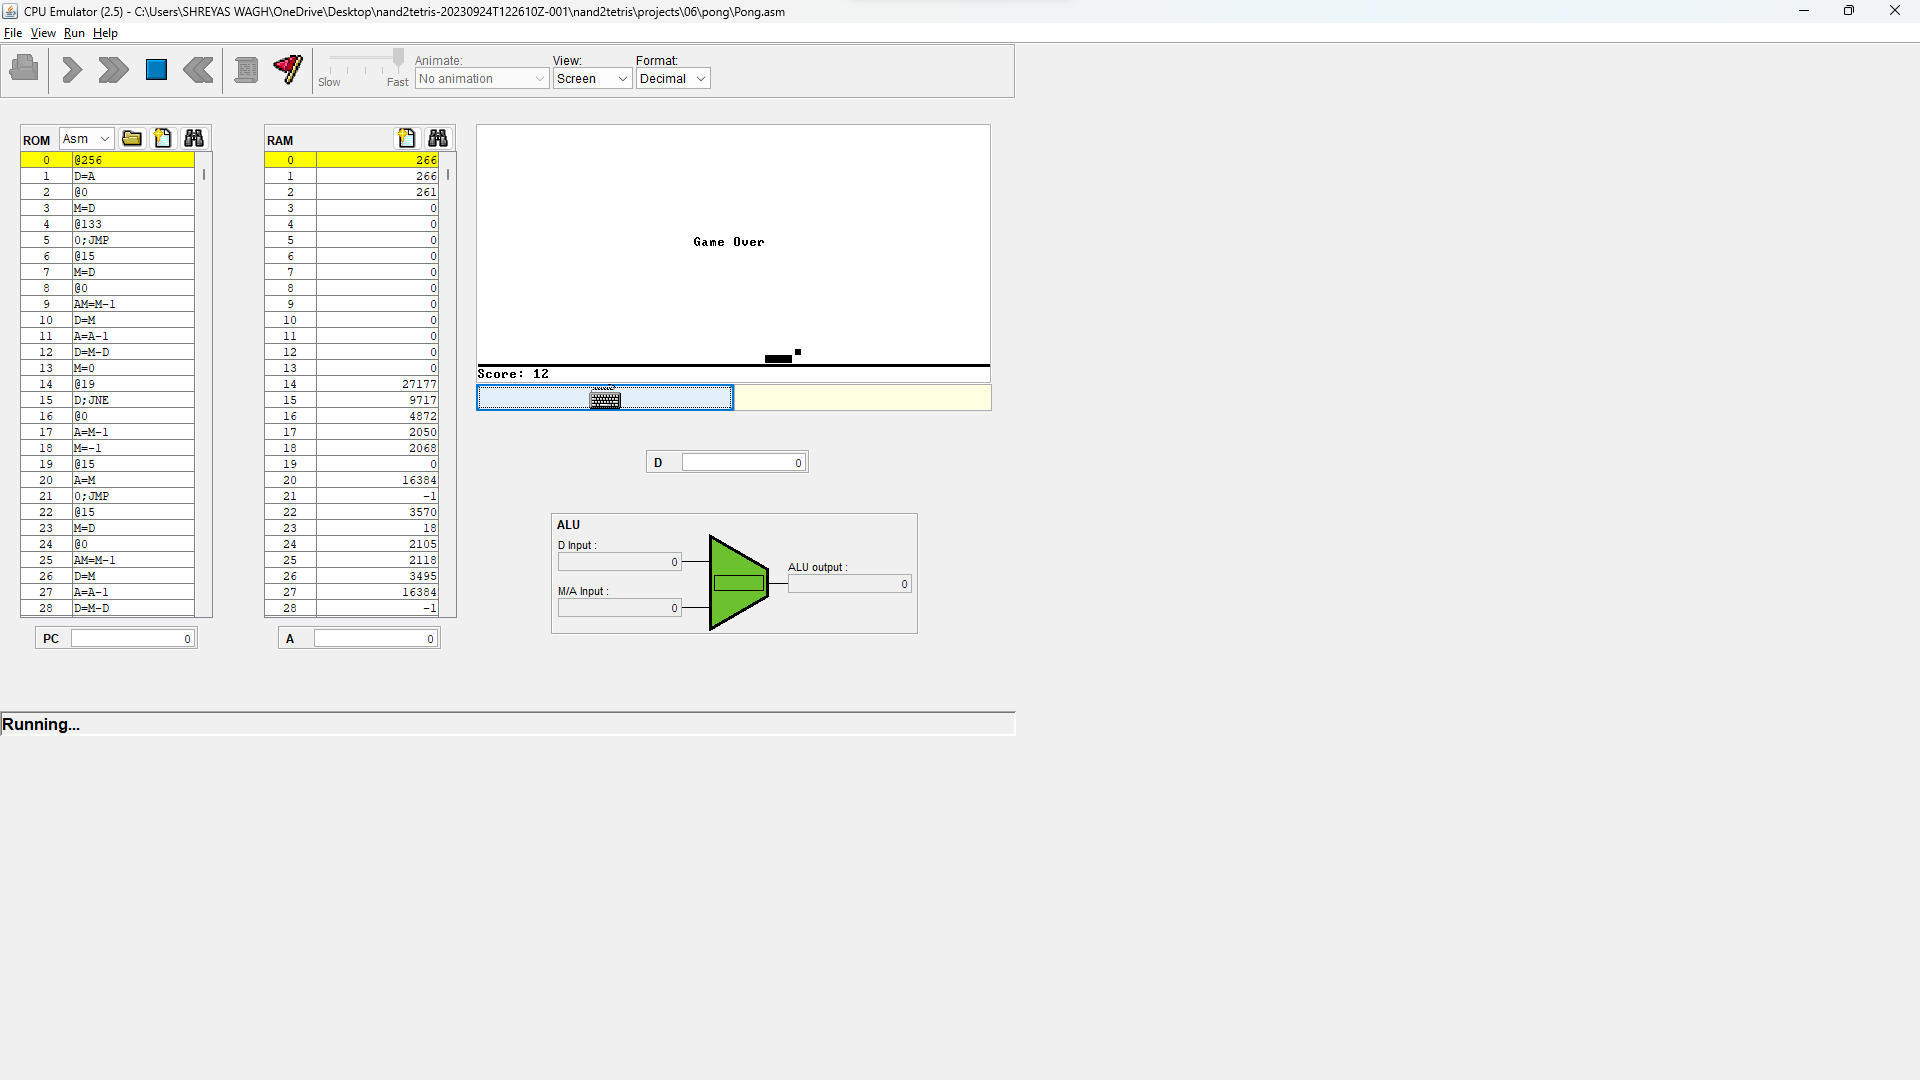 CPU Emulator (2.5) - C:\Users\SHREYAS WAGH\OneDrive\Desktop\nand2tetris-20230924T122610Z-001\nand2tetris\projects\06\pong\Pong.asm
File View Run Help
Slow Fast
Animate:
No animation
View:
Screen
Format:
Decimal
ROM Asm
0 @256
1 D=A
2 @0
3 M=D
4 @133
5 0;JMP
6 @15
7 M=D
8 @0
9 AM=M-1
10 D=M
11 A=A-1
12 D=M-D
13 M=0
14 @19
15 D;JNE
16 @0
17 A=M-1
18 M=-1
19 @15
20 A=M
21 0;JMP
22 @15
23 M=D
24 @0
25 AM=M-1
26 D=M
27 A=A-1
28 D=M-D
PC 0
RAM
0 266
1 266
2 261
3 0
4 0
5 0
6 0
7 0
8 0
9 0
10 0
11 0
12 0
13 0
14 27177
15 9717
16 4872
17 2050
18 2068
19 0
20 16384
21 -1
22 3570
23 18
24 2105
25 2118
26 3495
27 16384
28 -1
A 0
Game Over
Score: 12
D 0
ALU
D Input :
0
M/A Input :
0
ALU output :
0
Running...